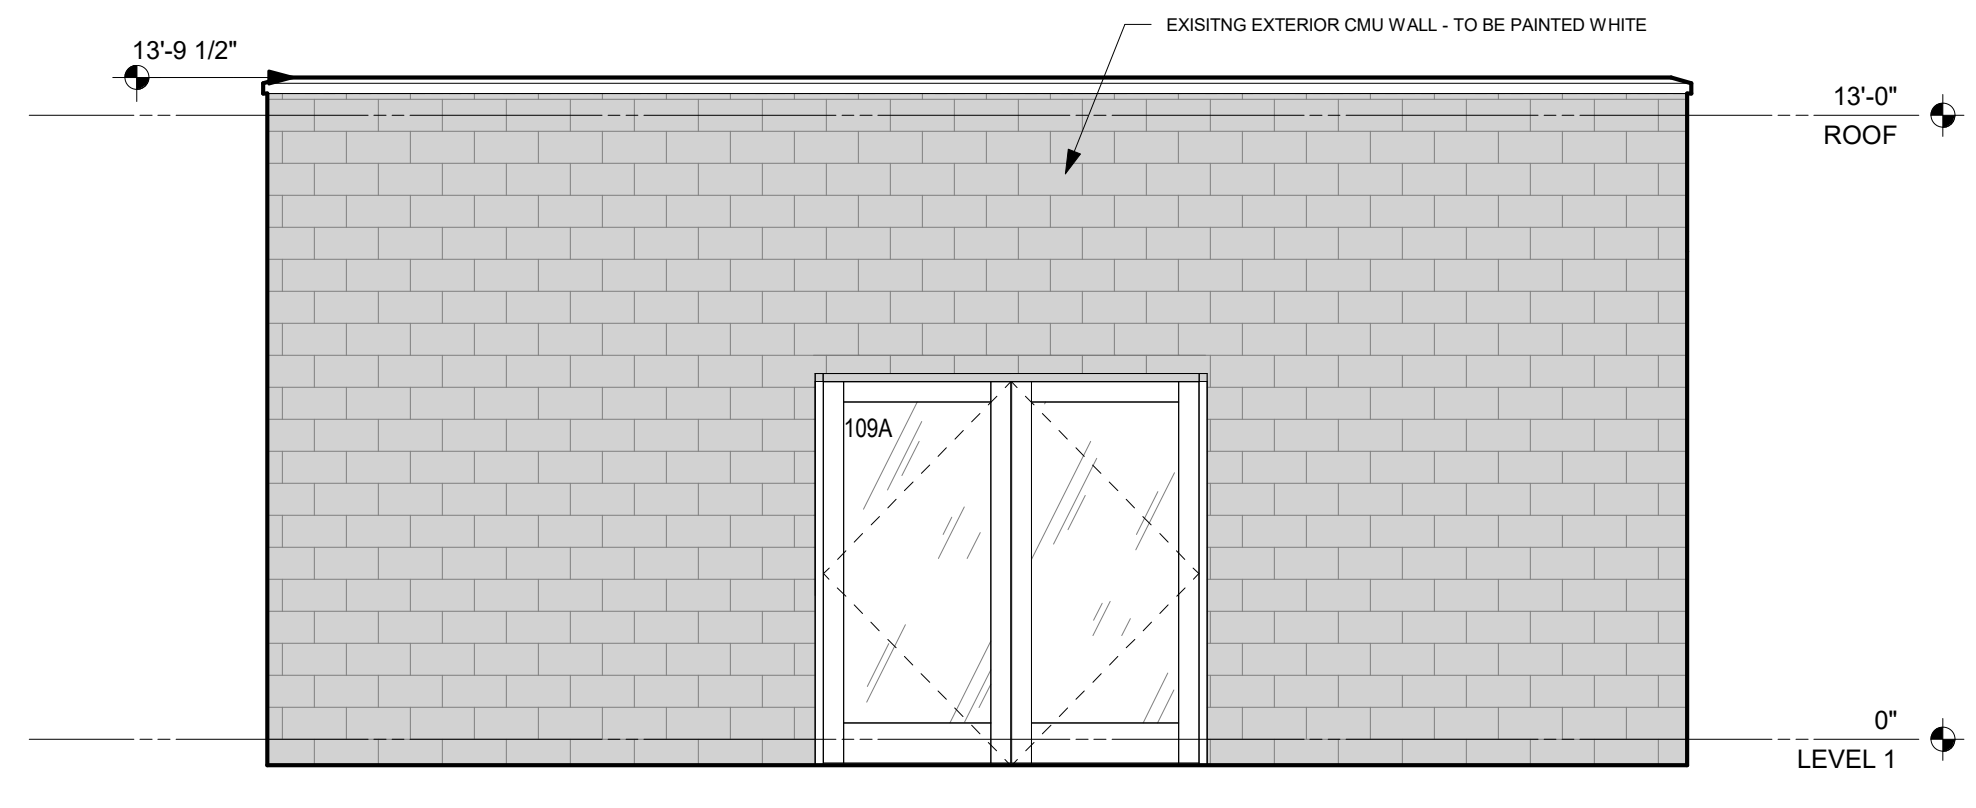 EXISITNG EXTERIOR CMU WALL - TO BE PAINTED WHITE
13'-9 1/2"
13'-0"
ROOF
109A
0"
LEVEL 1